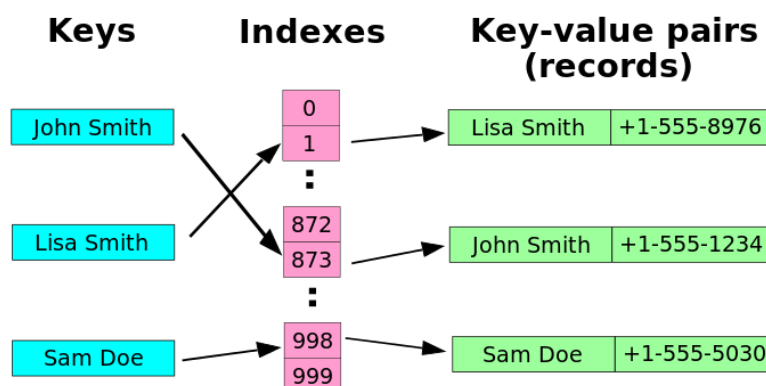 Keys
Indexes
Key-value pairs
(records)
John Smith
0
1
Lisa Smith +1-555-8976
:
Lisa Smith
872
873
John Smith +1-555-1234
:
Sam Doe
998
999
Sam Doe +1-555-5030